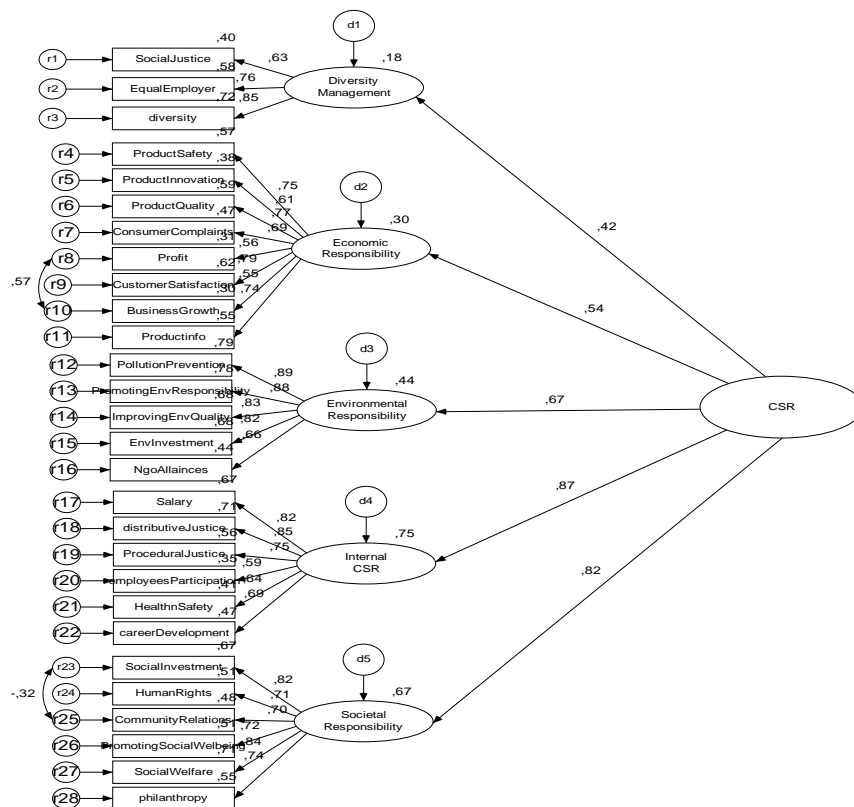 ,40
d1
r1
SocialJustice
,63
,18
,58
r2
EqualEmployer
,76
Diversity
Management
,72
,85
r3
diversity
,57
r4
ProductSafety
,38
r5
ProductInnovation
,75
d2
,59
,61
r6
ProductQuality
,77
,47
,69
,30
r7
ConsumerComplaints
,42
,31
,56
Economic
Responsibility
r8
Profit
,79
,62
,57
r9
CustomerSatisfaction
,55
,30
,74
r10
BusinessGrowth
,54
,55
r11
Productinfo
,79
d3
r12
PollutionPrevention
,89
,78
,44
r13
PromotingEnvResponsibility
,88
,68
,83
Environmental
Responsibility
,67
CSR
r14
ImprovingEnvQuality
,82
,68
r15
EnvInvestment
,66
,44
r16
NgoAllainces
,67
,87
r17
Salary
d4
,71
,82
r18
distributiveJustice
,85
,75
,56
,75
r19
ProceduralJustice
Internal
CSR
,35
,59
,82
r20
employeesParticipation
,64
,41
r21
HealthnSafety
,69
,47
r22
careerDevelopment
,67
d5
r23
SocialInvestment
,51
,82
,67
-,32
r24
HumanRights
,71
,48
,70
r25
CommunityRelations
Societal
Responsibility
,51
,72
r26
PromotingSocialWelbeing
,84
,71
,74
r27
SocialWelfare
,55
r28
philanthropy